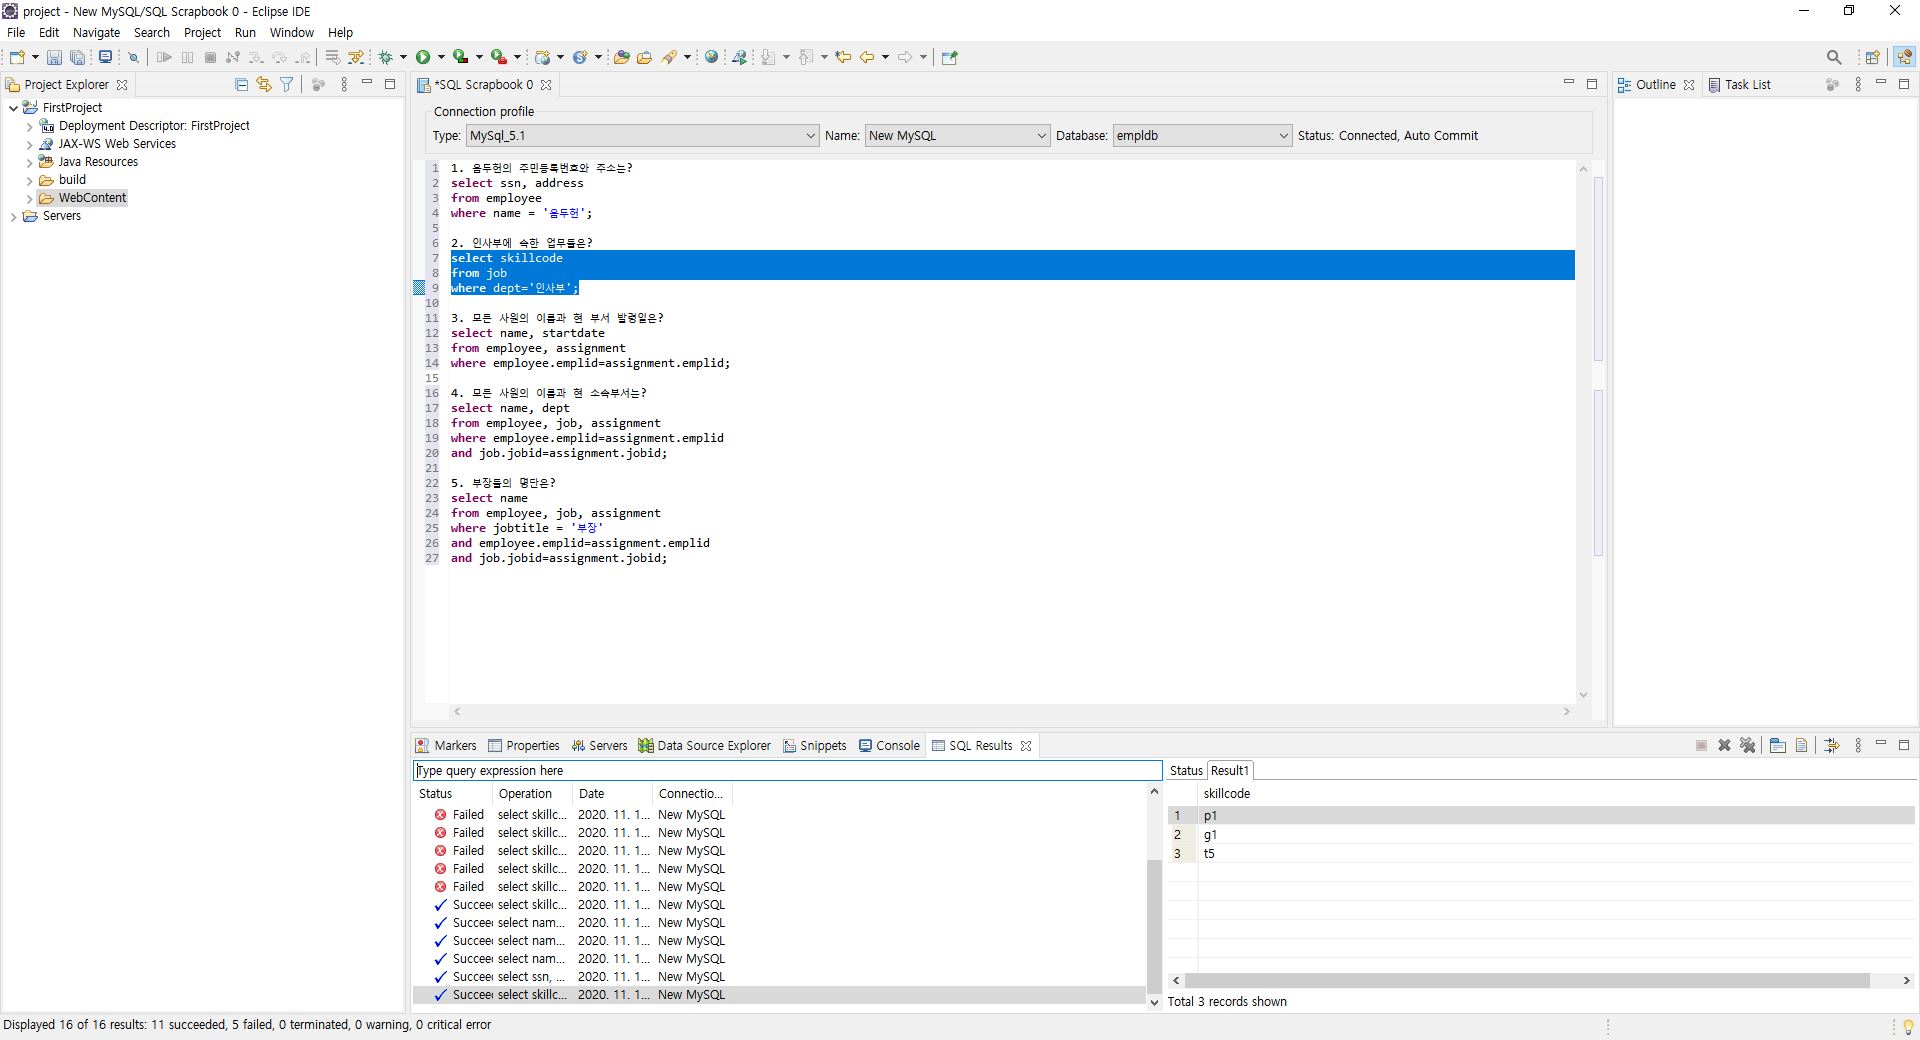 project - New MySQL/SQL Scrapbook 0 - Eclipse IDE
File Edit Navigate Search Project Run Window Help
Project Explorer
FirstProject
Deployment Descriptor: FirstProject
JAX-WS Web Services
Java Resources
build
WebContent
Servers
*SQL Scrapbook 0
Connection profile
Type: MySql_5.1 Name: New MySQL Database: empldb Status: Connected, Auto Commit
1 1. 음두헌의 주민등록번호와 주소는?
2 select ssn, address
3 from employee
4 where name = '음두헌';
5
6 2. 인사부에 속한 업무들은?
7 select skillcode
8 from job
9 where dept='인사부';
10
11 3. 모든 사원의 이름과 현 부서 발령일은?
12 select name, startdate
13 from employee, assignment
14 where employee.emplid=assignment.emplid;
15
16 4. 모든 사원의 이름과 현 소속부서는?
17 select name, dept
18 from employee, job, assignment
19 where employee.emplid=assignment.emplid
20 and job.jobid=assignment.jobid;
21
22 5. 부장들의 명단은?
23 select name
24 from employee, job, assignment
25 where jobtitle = '부장'
26 and employee.emplid=assignment.emplid
27 and job.jobid=assignment.jobid;
Outline Task List
Markers Properties Servers Data Source Explorer Snippets Console SQL Results
Type query expression here
Status Operation Date Connectio...
Failed select skillc... 2020. 11. 1... New MySQL
Failed select skillc... 2020. 11. 1... New MySQL
Failed select skillc... 2020. 11. 1... New MySQL
Failed select skillc... 2020. 11. 1... New MySQL
Failed select skillc... 2020. 11. 1... New MySQL
Succee select skillc... 2020. 11. 1... New MySQL
Succee select nam... 2020. 11. 1... New MySQL
Succee select nam... 2020. 11. 1... New MySQL
Succee select nam... 2020. 11. 1... New MySQL
Succee select ssn, ... 2020. 11. 1... New MySQL
Succee select skillc... 2020. 11. 1... New MySQL
Status Result1
skillcode
1 p1
2 g1
3 t5
Total 3 records shown
Displayed 16 of 16 results: 11 succeeded, 5 failed, 0 terminated, 0 warning, 0 critical error